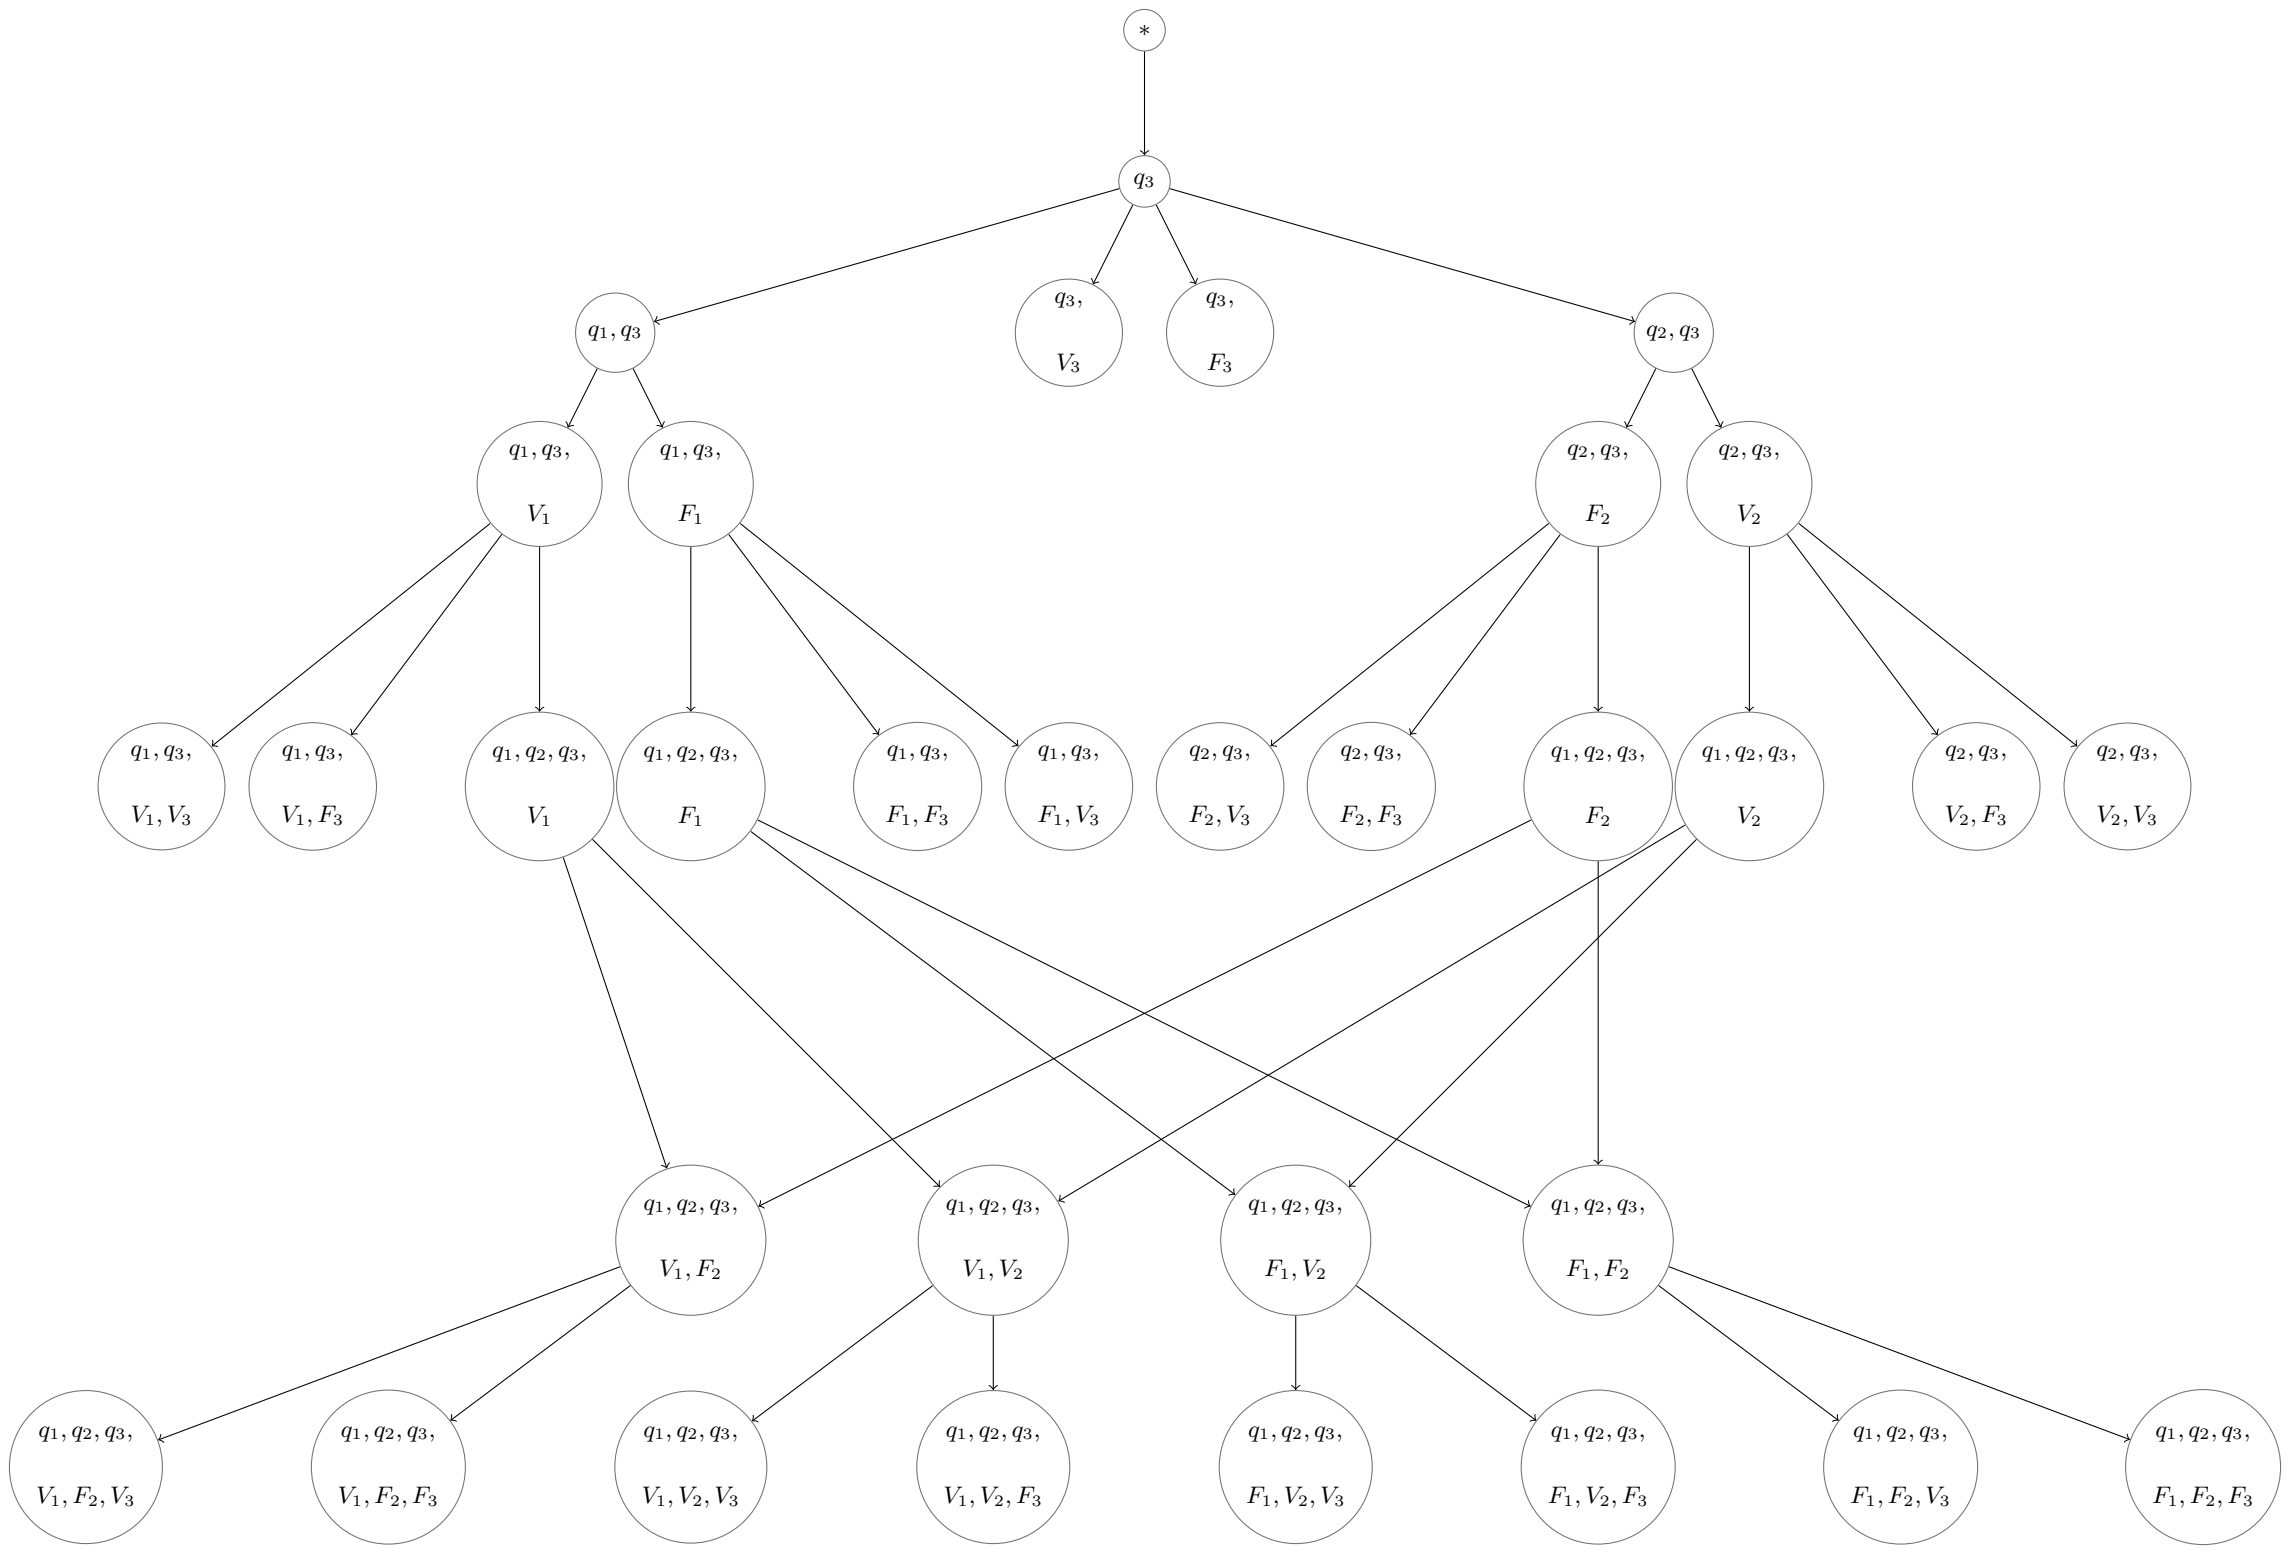 *
q₃
q₁, q₃
q₃,
V₃
q₃,
F₃
q₂, q₃
q₁, q₃,
V₁
q₁, q₃,
F₁
q₂, q₃,
F₂
q₂, q₃,
V₂
q₁, q₃,
V₁, V₃
q₁, q₃,
V₁, F₃
q₁, q₂, q₃,
V₁
q₁, q₂, q₃,
F₁
q₁, q₃,
F₁, F₃
q₁, q₃,
F₁, V₃
q₂, q₃,
F₂, V₃
q₂, q₃,
F₂, F₃
q₁, q₂, q₃,
F₂
q₁, q₂, q₃,
V₂
q₂, q₃,
V₂, F₃
q₂, q₃,
V₂, V₃
q₁, q₂, q₃,
V₁, F₂
q₁, q₂, q₃,
V₁, V₂
q₁, q₂, q₃,
F₁, V₂
q₁, q₂, q₃,
F₁, F₂
q₁, q₂, q₃,
V₁, F₂, V₃
q₁, q₂, q₃,
V₁, F₂, F₃
q₁, q₂, q₃,
V₁, V₂, V₃
q₁, q₂, q₃,
V₁, V₂, F₃
q₁, q₂, q₃,
F₁, V₂, V₃
q₁, q₂, q₃,
F₁, V₂, F₃
q₁, q₂, q₃,
F₁, F₂, V₃
q₁, q₂, q₃,
F₁, F₂, F₃